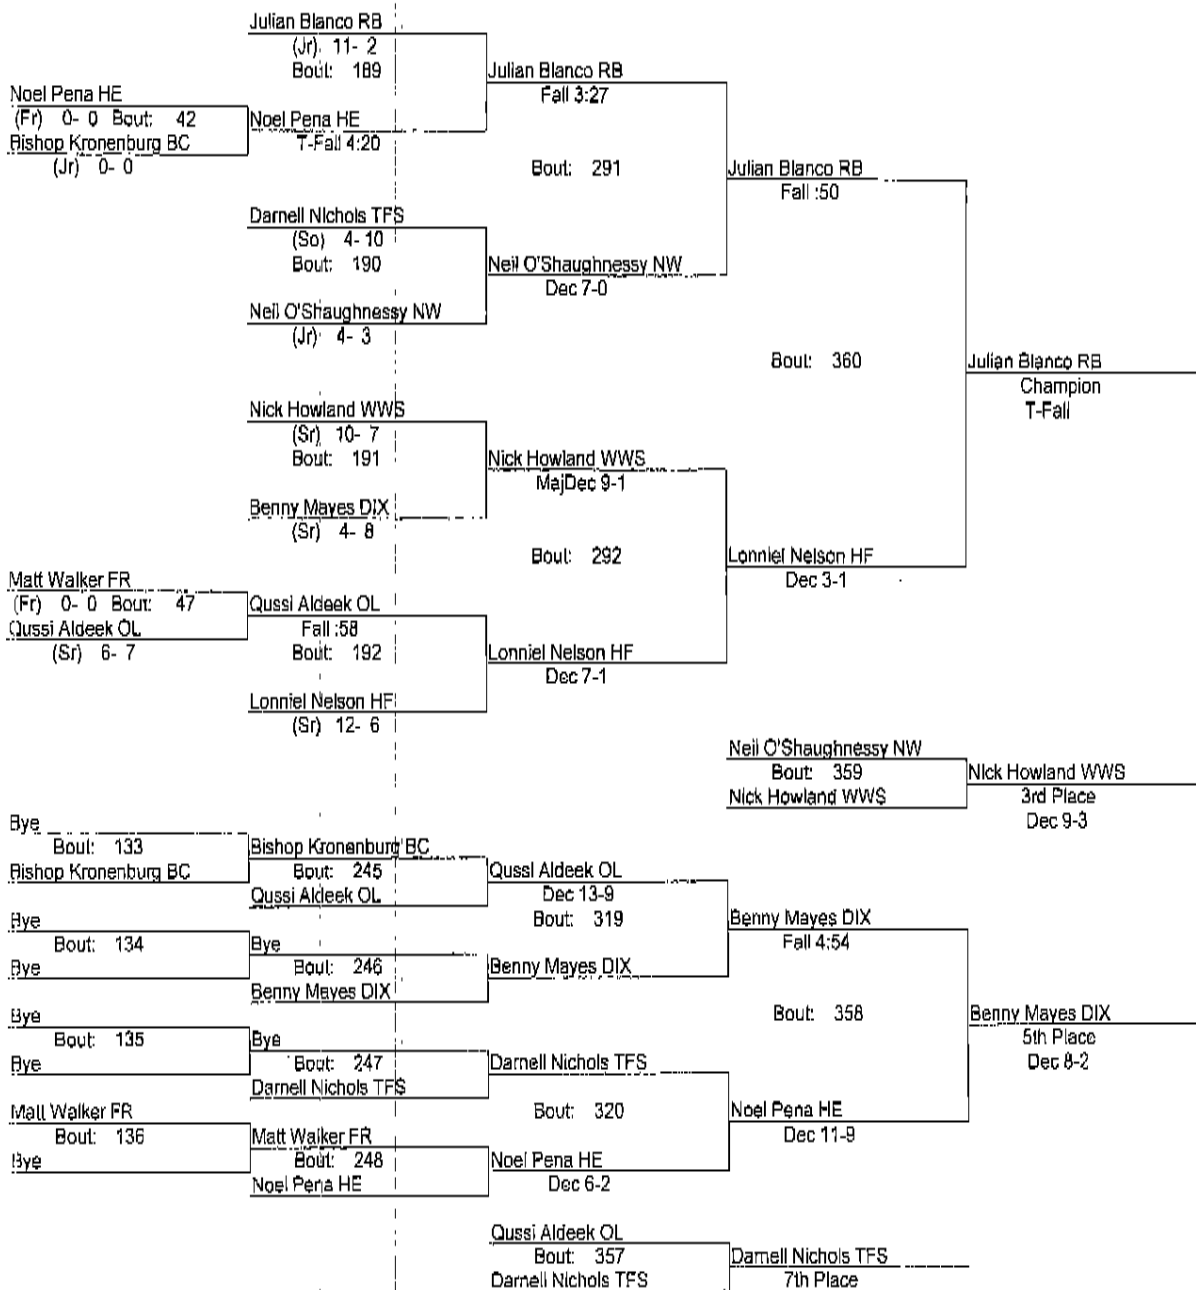 Julian Blanco RB
(Jr) 11- 2
Bout: 189
Julian Blanco RB
Fall 3:27
Noel Pena HE
(Fr) 0- 0 Bout: 42
Noel Pena HE
T-Fall 4:20
Bishop Kronenburg BC
(Jr) 0- 0
Bout: 291
Julian Blanco RB
Fall :50
Darnell Nichols TFS
(So) 4- 10
Bout: 190
Neil O'Shaughnessy NW
Dec 7-0
Neil O'Shaughnessy NW
(Jr) 4- 3
Bout: 360
Julian Blanco RB
Champion
T-Fall
Nick Howland WWS
(Sr) 10- 7
Bout: 191
Nick Howland WWS
MajDec 9-1
Benny Mayes DIX
(Sr) 4- 8
Bout: 292
Lonniel Nelson HF
Dec 3-1
Matt Walker FR
(Fr) 0- 0 Bout: 47
Qussi Aldeek OL
Fall :58
Qussi Aldeek OL
(Sr) 6- 7
Bout: 192
Lonniel Nelson HF
Dec 7-1
Lonniel Nelson HF
(Sr) 12- 6
Neil O'Shaughnessy NW
Bout: 359
Nick Howland WWS
Nick Howland WWS
3rd Place
Dec 9-3
Bye
Bout: 133
Bishop Kronenburg BC
Bishop Kronenburg BC
Bout: 245
Qussi Aldeek OL
Qussi Aldeek OL
Dec 13-9
Bout: 319
Benny Mayes DIX
Fall 4:54
Bye
Bout: 134
Bye
Bye
Bout: 246
Benny Mayes DIX
Benny Mayes DIX
Bout: 358
Benny Mayes DIX
5th Place
Dec 8-2
Bye
Bout: 135
Bye
Bye
Bout: 247
Darnell Nichols TFS
Darnell Nichols TFS
Bout: 320
Noel Pena HE
Dec 11-9
Matt Walker FR
Bout: 136
Bye
Matt Walker FR
Bout: 248
Noel Pena HE
Noel Pena HE
Dec 6-2
Qussi Aldeek OL
Bout: 357
Darnell Nichols TFS
Darnell Nichols TFS
7th Place